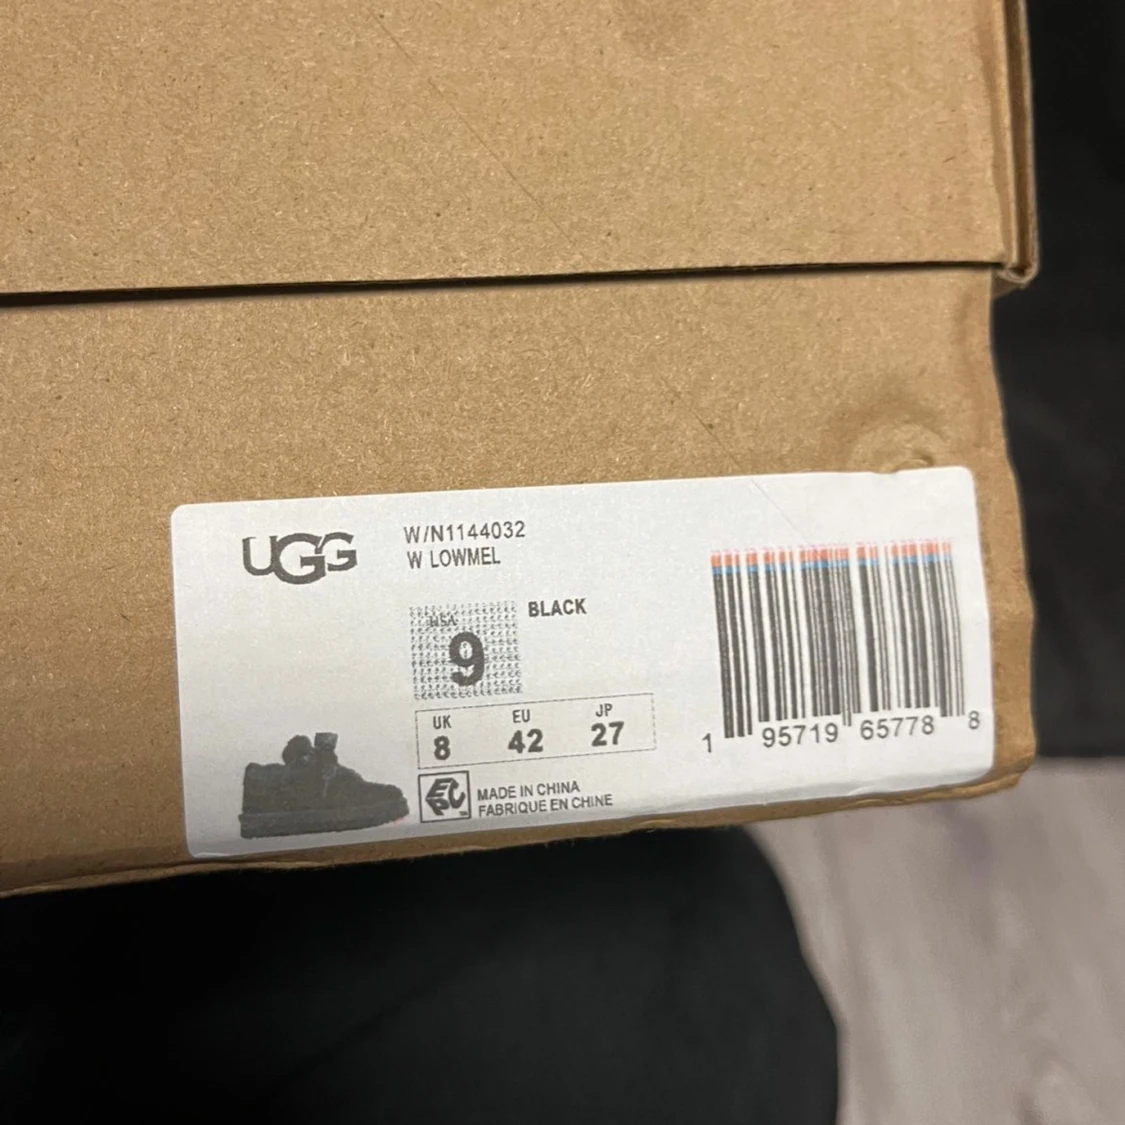 UGG
W/N1144032
W LOWMEL
USA
9
BLACK
UK EU JP
8 42 27
EPC
MADE IN CHINA
FABRIQUE EN CHINE
1 95719 65778 8